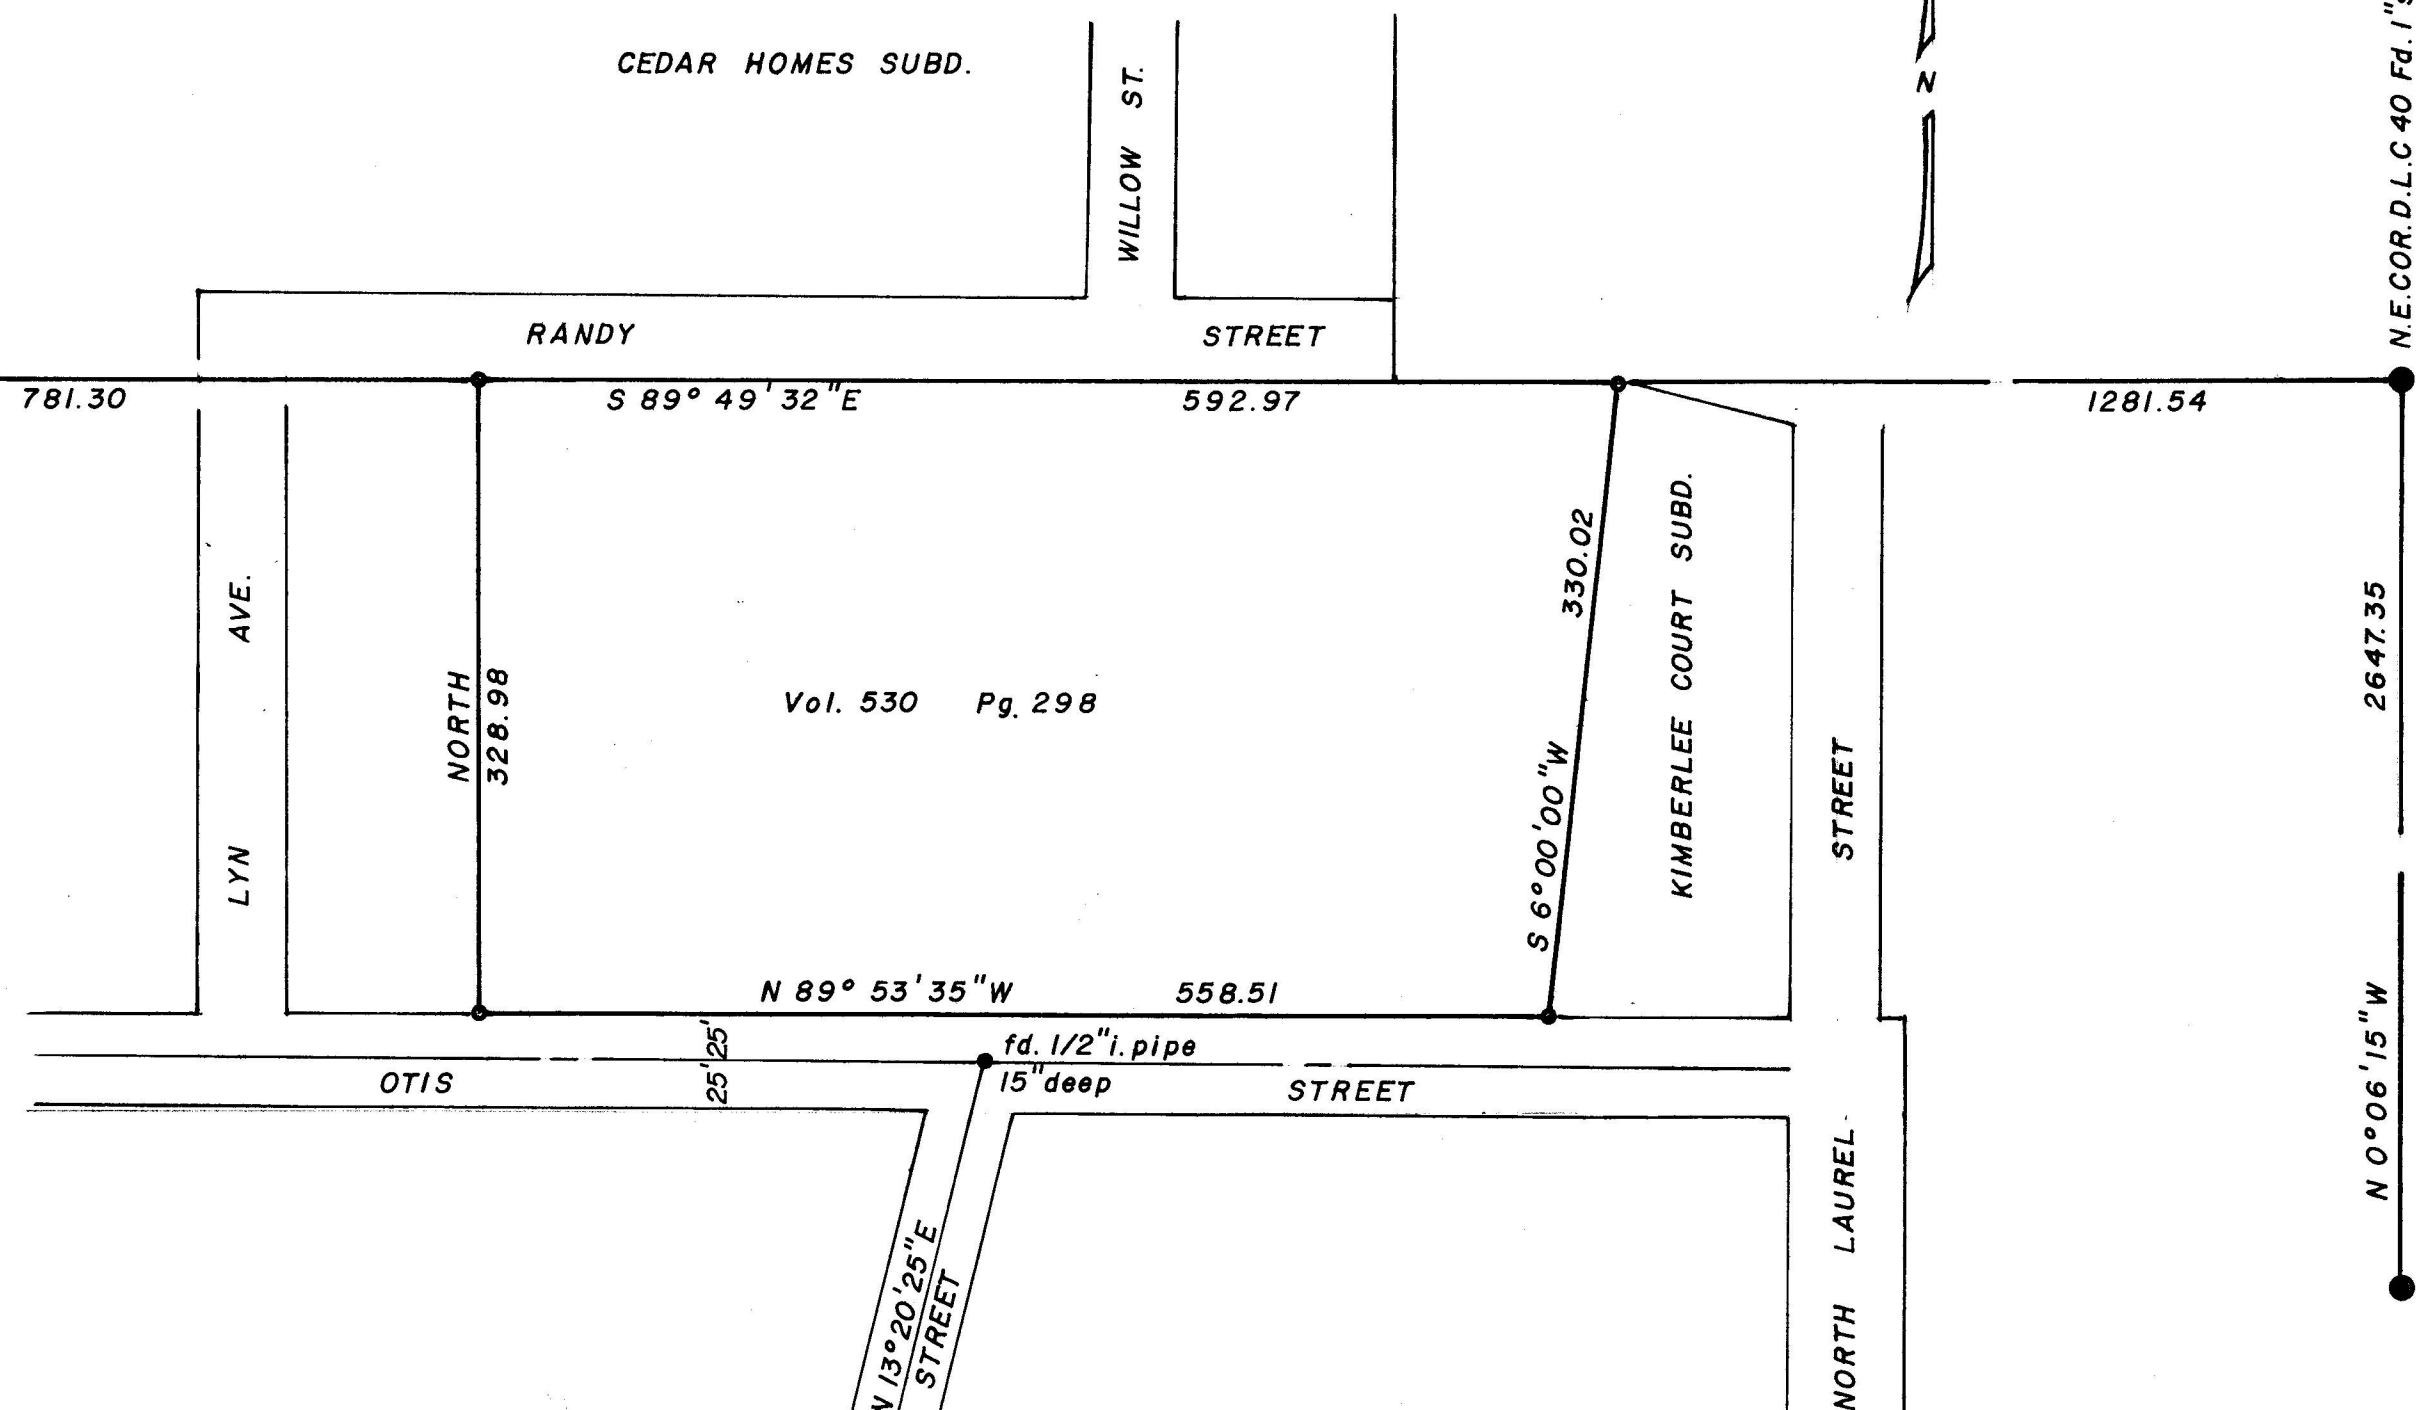 CEDAR HOMES SUBD.
WILLOW ST.
N
N.E.COR.D.L.C 40 Fd. 1"
RANDY STREET
781.30
S 89° 49' 32"E
592.97
1281.54
LYN AVE.
NORTH
328.98
Vol. 530 Pg. 298
330.02
S 6°00'00"W
KIMBERLEE COURT SUBD.
STREET
2647.35
N 0°06'15"W
N 89° 53'35"W
558.51
25'
25'
fd. 1/2"i.pipe
15"deep
OTIS STREET
N 13°20'25"E
STREET
NORTH LAUREL